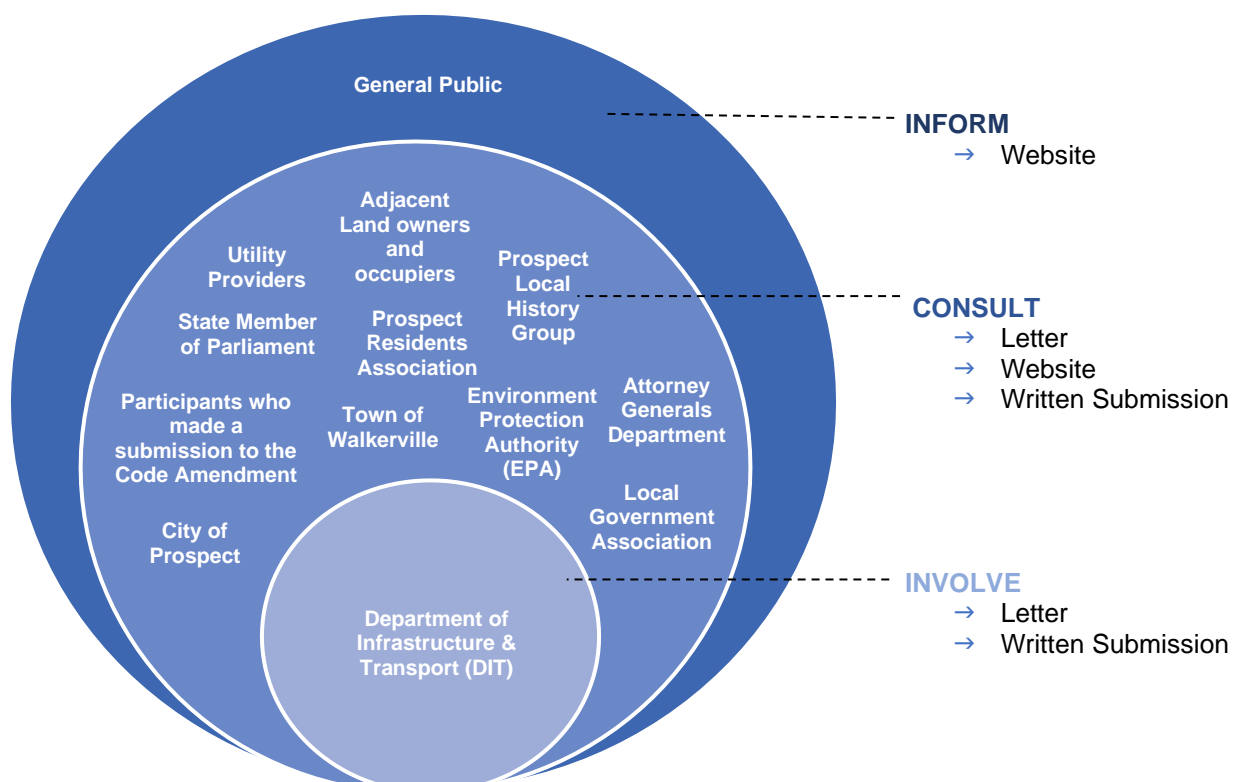 General Public
Adjacent
Land owners
and
occupiers
Utility
Providers
Prospect
Local
History
Group
State Member
of Parliament
Prospect
Residents
Association
Participants who
made a
submission to the
Code Amendment
Town of
Walkerville
Environment
Protection
Authority
(EPA)
Attorney
Generals
Department
City of
Prospect
Local
Government
Association
Department of
Infrastructure &
Transport (DIT)
INFORM
→ Website
CONSULT
→ Letter
→ Website
→ Written Submission
INVOLVE
→ Letter
→ Written Submission